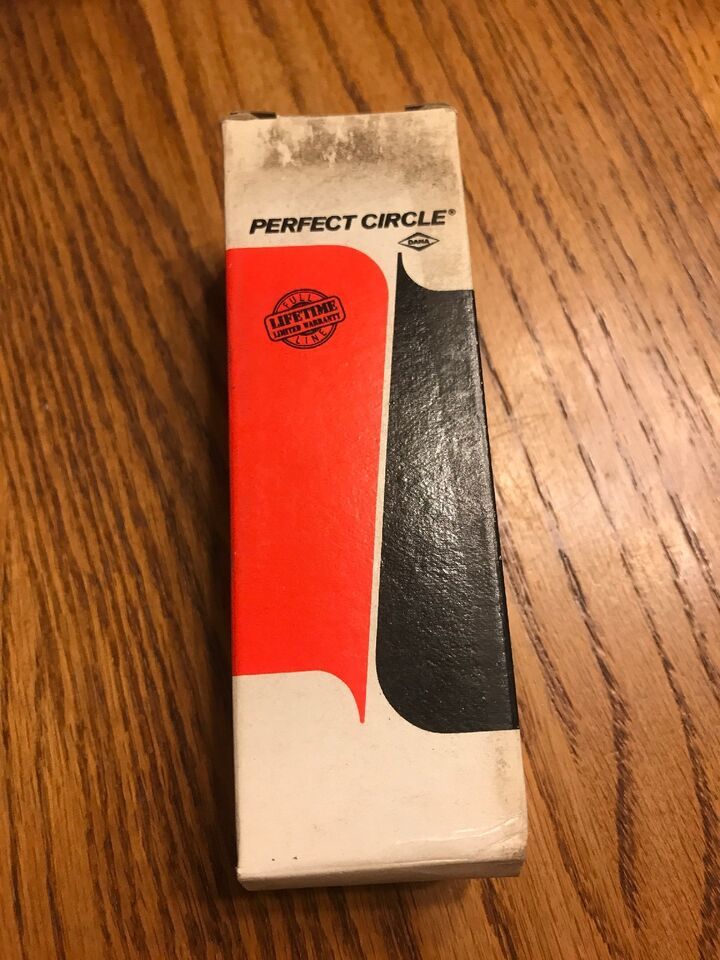 PERFECT CIRCLE®
DANA
FULL
LIFETIME
LIMITED WARRANTY
LINE